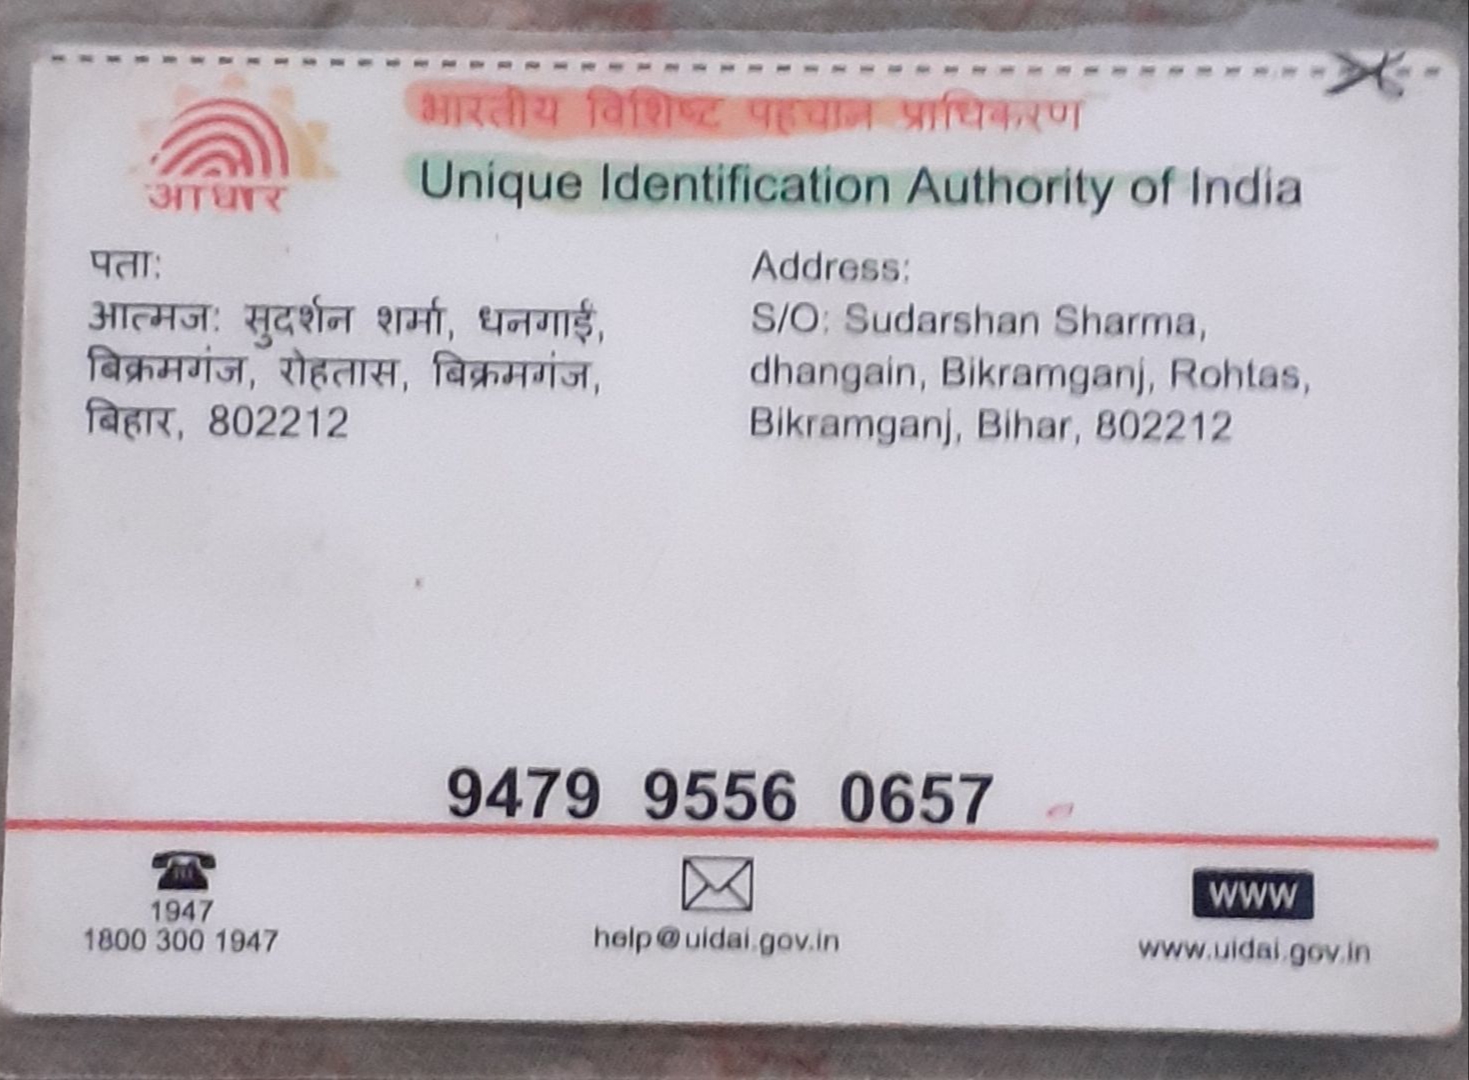 भारतीय विशिष्ट पहचान प्राधिकरण
आधार
Unique Identification Authority of India
पता:
आत्मज: सुदर्शन शर्मा, धनगाई,
बिक्रमगंज, रोहतास, बिक्रमगंज,
बिहार, 802212
Address:
S/O: Sudarshan Sharma,
dhangain, Bikramganj, Rohtas,
Bikramganj, Bihar, 802212
9479 9556 0657
1947
1800 300 1947
help@uidai.gov.in
www
www.uidai.gov.in